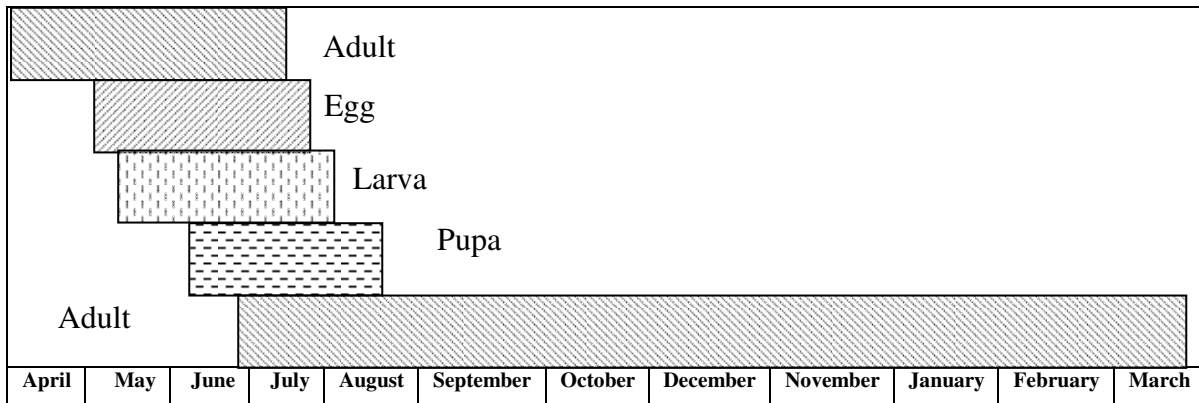 Adult
Egg
Larva
Pupa
Adult
April May June July August September October December November January February March